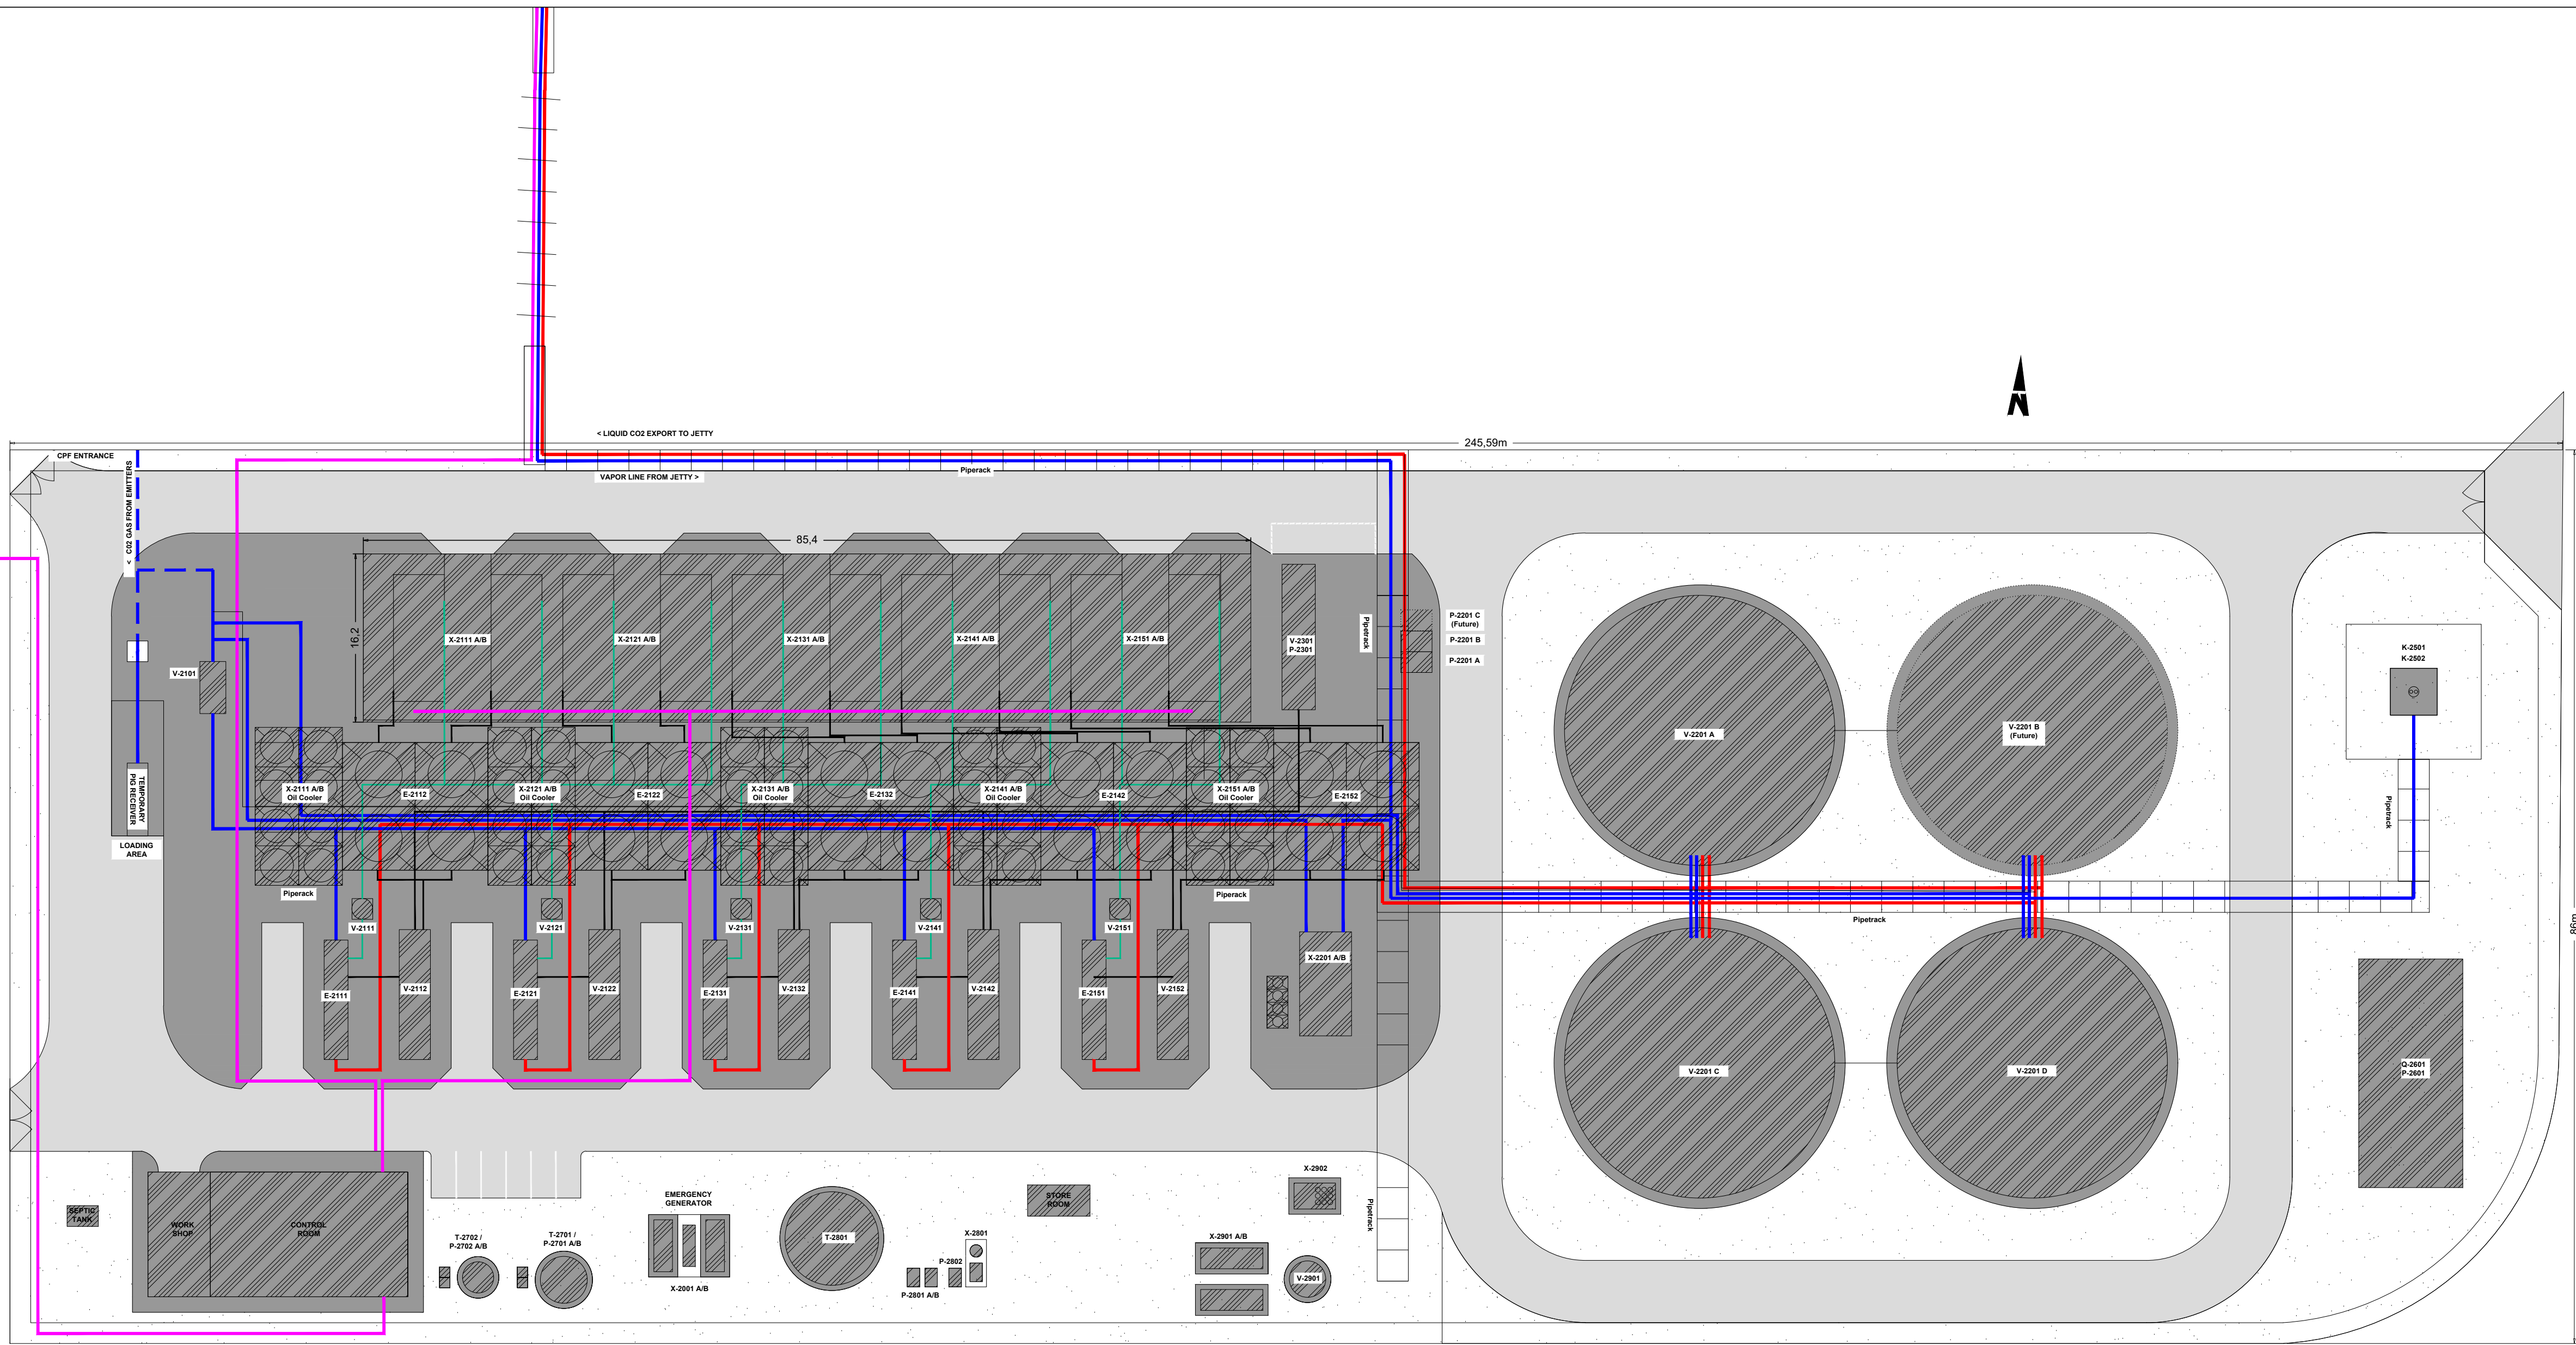 < LIQUID CO2 EXPORT TO JETTY
245,59m
CPF ENTRANCE
Piperack
VAPOR LINE FROM JETTY >
< C02 GAS FROM EMITTERS
N
85,4
16,2
X-2111 A/B
X-2121 A/B
X-2131 A/B
X-2141 A/B
X-2151 A/B
V-2301
P-2301
Pipetrack
P-2201 C
(Future)
P-2201 B
P-2201 A
K-2501
K-2502
V-2101
V-2201 A
V-2201 B
(Future)
TEMPORARY
PIG RECEIVER
X-2111 A/B
Oil Cooler
E-2112
X-2121 A/B
Oil Cooler
E-2122
X-2131 A/B
Oil Cooler
E-2132
X-2141 A/B
Oil Cooler
E-2142
X-2151 A/B
Oil Cooler
E-2152
Pipetrack
LOADING
AREA
Piperack
Piperack
Pipetrack
86m
V-2111
V-2121
V-2131
V-2141
V-2151
X-2201 A/B
E-2111
V-2112
E-2121
V-2122
E-2131
V-2132
E-2141
V-2142
E-2151
V-2152
V-2201 C
V-2201 D
Q-2601
P-2601
SEPTIC
TANK
WORK
SHOP
CONTROL
ROOM
T-2702 /
P-2702 A/B
T-2701 /
P-2701 A/B
EMERGENCY
GENERATOR
X-2001 A/B
T-2801
P-2801 A/B
P-2802
X-2801
STORE
ROOM
X-2901 A/B
X-2902
V-2901
Pipetrack